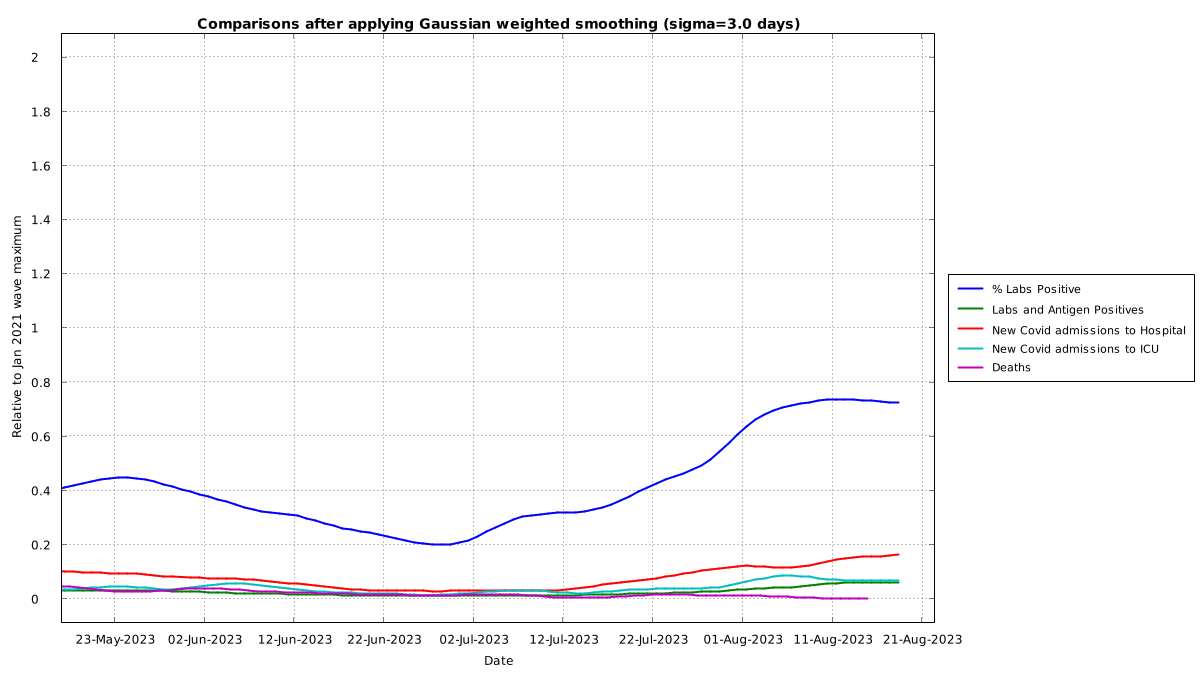 Comparisons after applying Gaussian weighted smoothing (sigma=3.0 days)
Relative to Jan 2021 wave maximum
2
1.8
1.6
1.4
1.2
1
0.8
0.6
0.4
0.2
0
23-May-2023 02-Jun-2023 12-Jun-2023 22-Jun-2023 02-Jul-2023 12-Jul-2023 22-Jul-2023 01-Aug-2023 11-Aug-2023 21-Aug-2023
Date
% Labs Positive
Labs and Antigen Positives
New Covid admissions to Hospital
New Covid admissions to ICU
Deaths